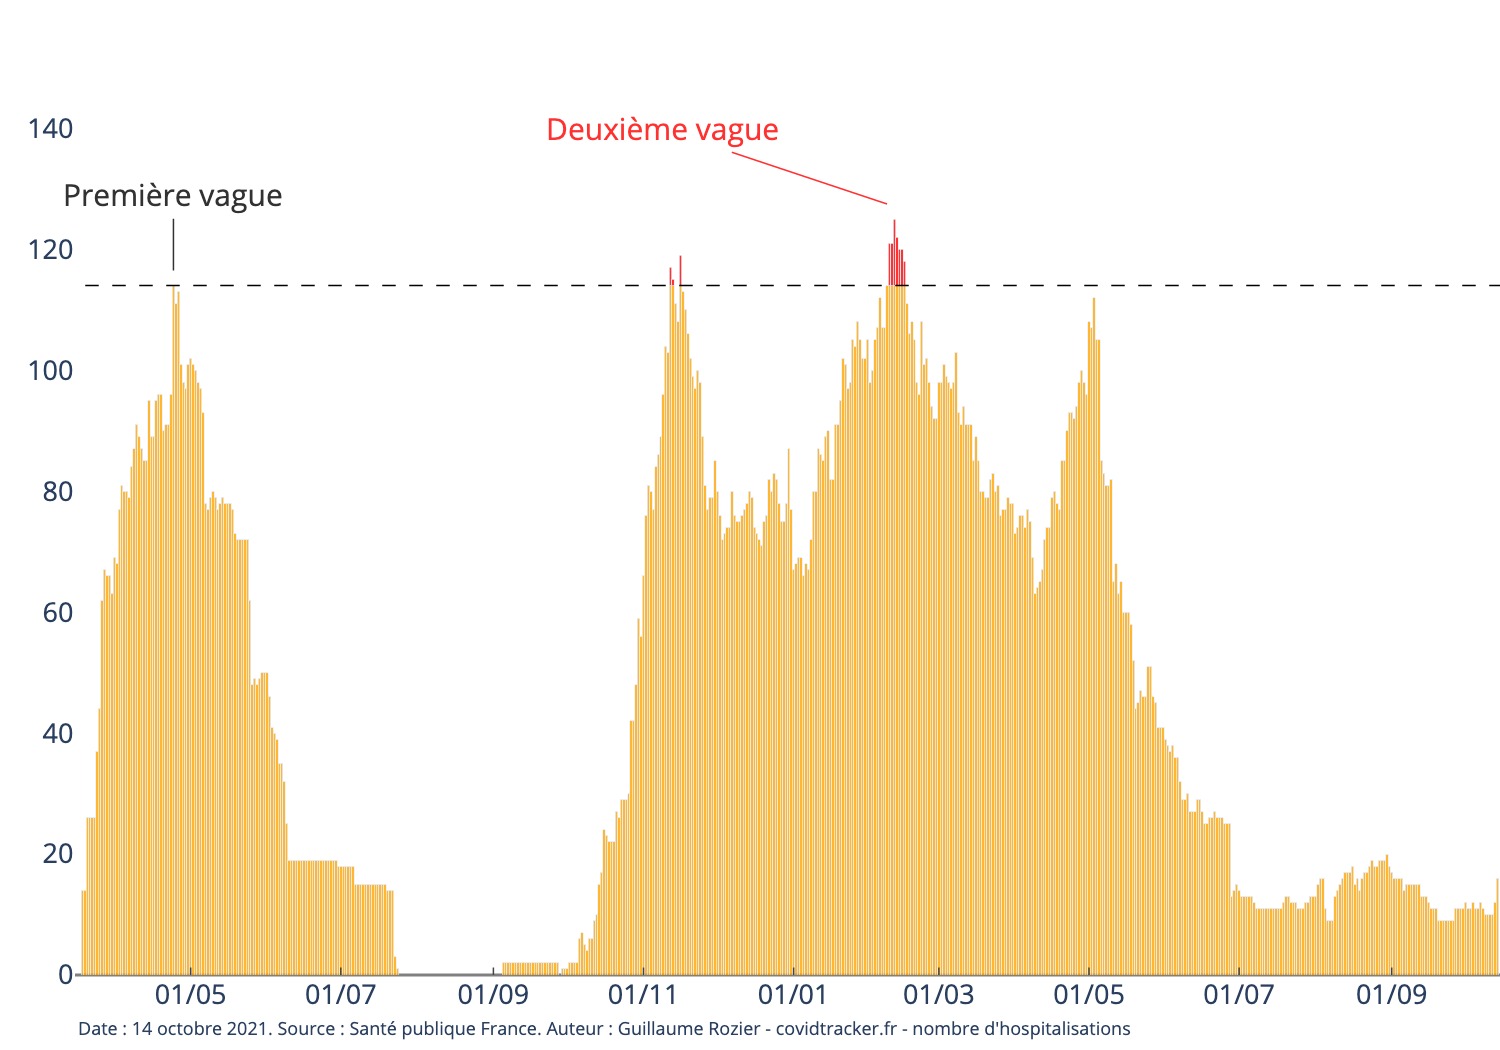 140
Deuxième vague
Première vague
120
100
80
60
40
20
0
01/05 01/07 01/09 01/11 01/01 01/03 01/05 01/07 01/09
Date : 14 octobre 2021. Source : Santé publique France. Auteur : Guillaume Rozier - covidtracker.fr - nombre d'hospitalisations